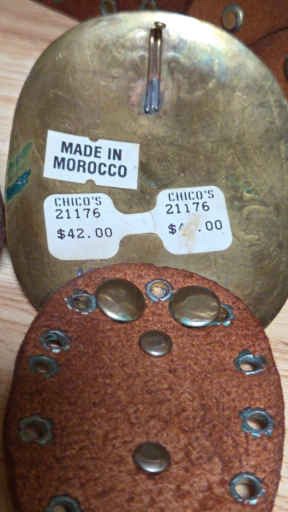 MADE IN
MOROCCO
CHICO'S
21176
$42.00
CHICO'S
21176